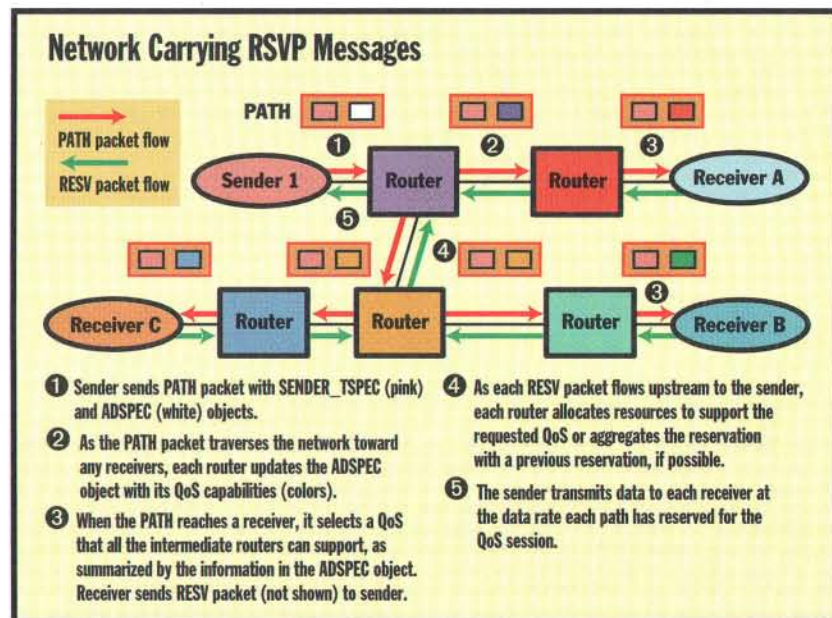 Network Carrying RSVP Messages
PATH packet flow
RESV packet flow
PATH
1
2
3
Sender 1
Router
Router
Receiver A
5
4
3
Receiver C
Router
Router
Router
Receiver B
1 Sender sends PATH packet with SENDER_TSPEC (pink)
and ADSPEC (white) objects.
2 As the PATH packet traverses the network toward
any receivers, each router updates the ADSPEC
object with its QoS capabilities (colors).
3 When the PATH reaches a receiver, it selects a QoS
that all the intermediate routers can support, as
summarized by the information in the ADSPEC object.
Receiver sends RESV packet (not shown) to sender.
4 As each RESV packet flows upstream to the sender,
each router allocates resources to support the
requested QoS or aggregates the reservation
with a previous reservation, if possible.
5 The sender transmits data to each receiver at
the data rate each path has reserved for the
QoS session.